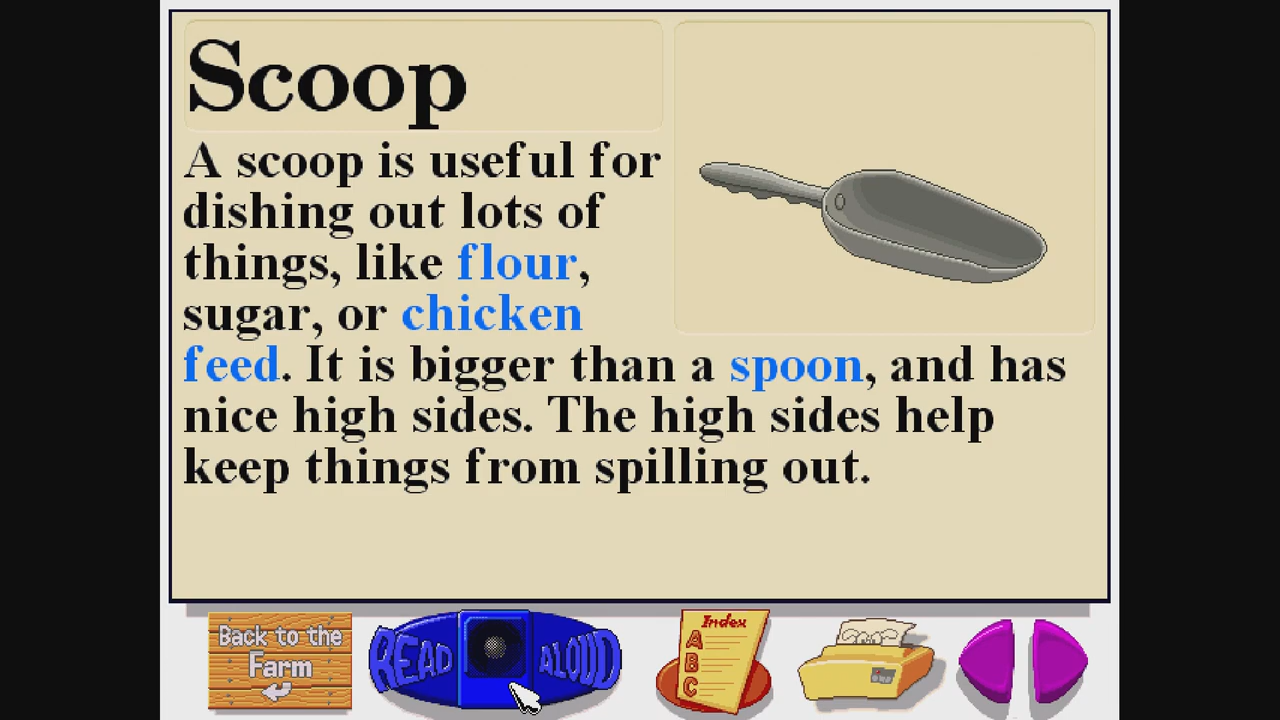 Scoop
A scoop is useful for
dishing out lots of
things, like flour,
sugar, or chicken
feed. It is bigger than a spoon, and has
nice high sides. The high sides help
keep things from spilling out.
Back to the
Farm
READ ALOUD
Index
A
B
C